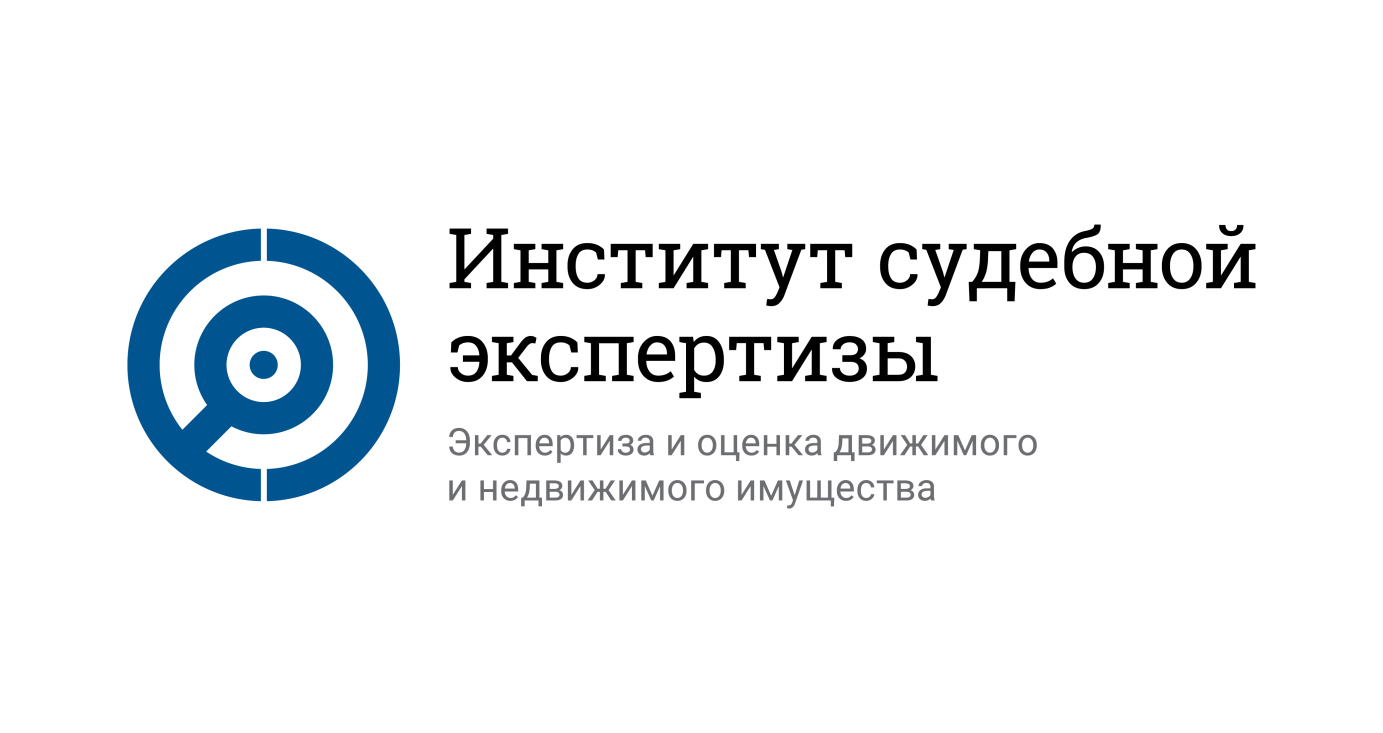 Институт судебной
экспертизы
Экспертиза и оценка движимого
и недвижимого имущества